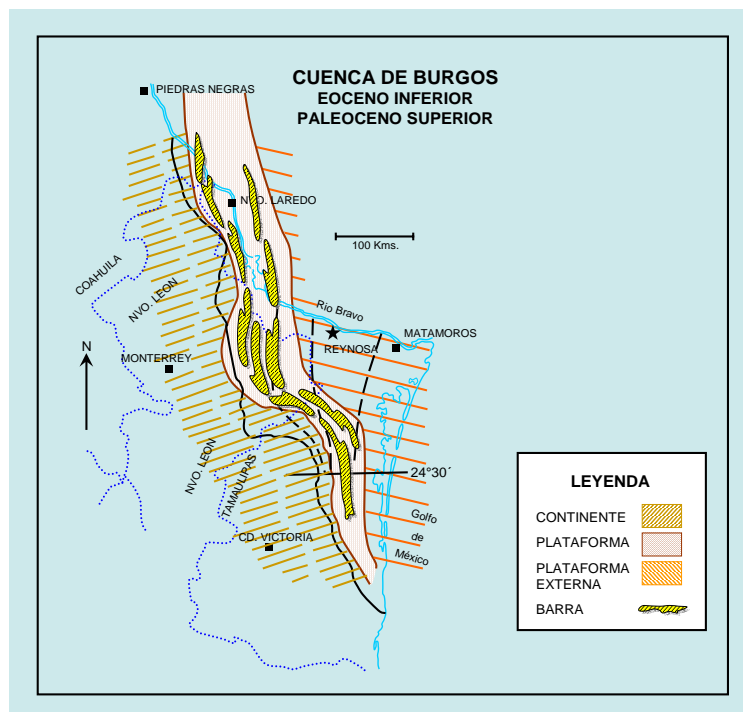 CUENCA DE BURGOS
EOCENO INFERIOR
PALEOCENO SUPERIOR
PIEDRAS NEGRAS
NVO. LAREDO
100 Kms.
COAHUILA
NVO. LEON
Rio Bravo
MATAMOROS
REYNOSA
N
MONTERREY
NVO. LEON
TAMAULIPAS
24°30´
CD. VICTORIA
Golfo
de
México
LEYENDA
CONTINENTE
PLATAFORMA
PLATAFORMA
EXTERNA
BARRA